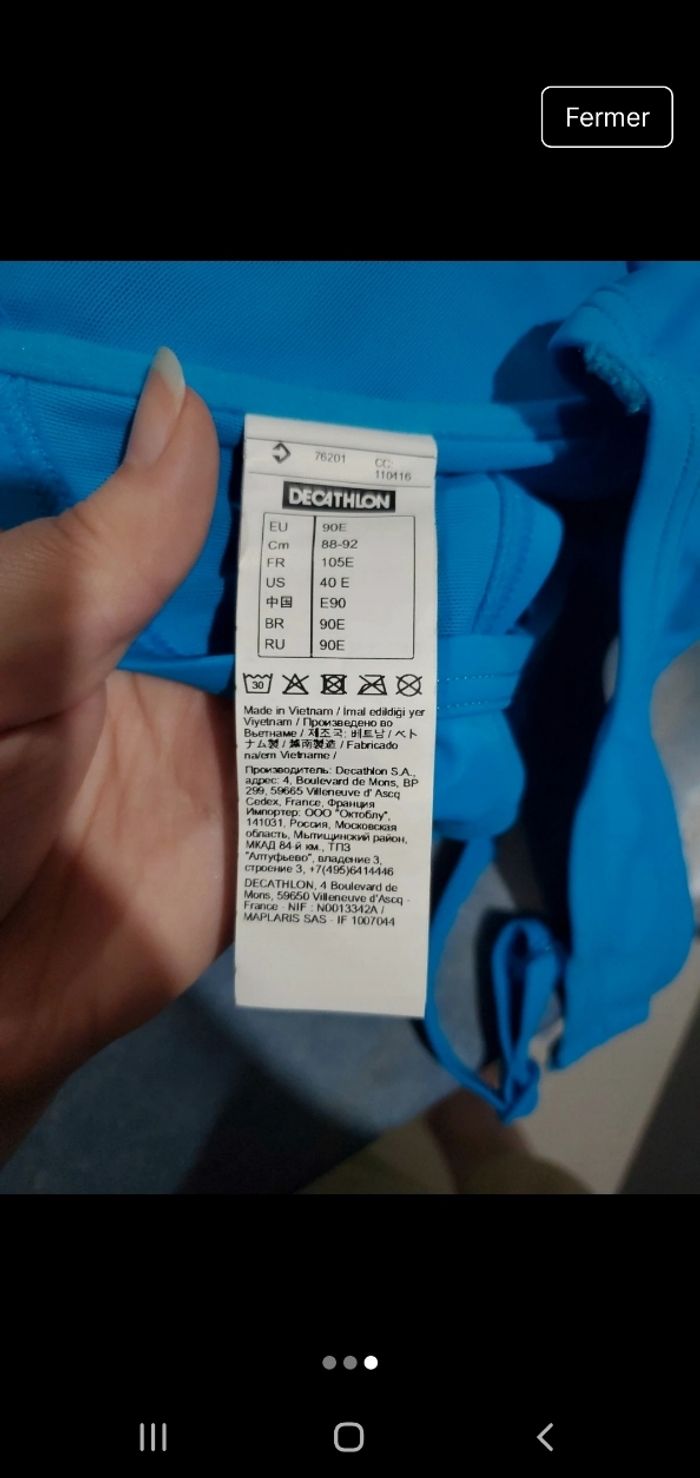 Fermer
76201 CC:
110416
DECATHLON
EU 90E
Cm 88-92
FR 105E
US 40 E
中国 E90
BR 90E
RU 90E
30
Made in Vietnam / İmal edildiği yer
Viyetnam / Произведено во
Вьетнаме / 제조국: 베트남 / ベト
ナム製 / 越南製造 / Fabricado
na/em Vietname /
Производитель: Decathlon S.A.,
адрес: 4, Boulevard de Mons, BP
299, 59665 Villeneuve d' Ascq
Cedex, France, Франция
Импортер: ООО "Октоблу",
141031, Россия, Московская
область, Мытищинский район,
МКАД 84-й км., ТПЗ
"Алтуфьево", владение 3,
строение 3, +7(495)6414446
DECATHLON, 4 Boulevard de
Mons, 59650 Villeneuve d'Ascq -
France - NIF : N0013342A /
MAPLARIS SAS - IF 1007044